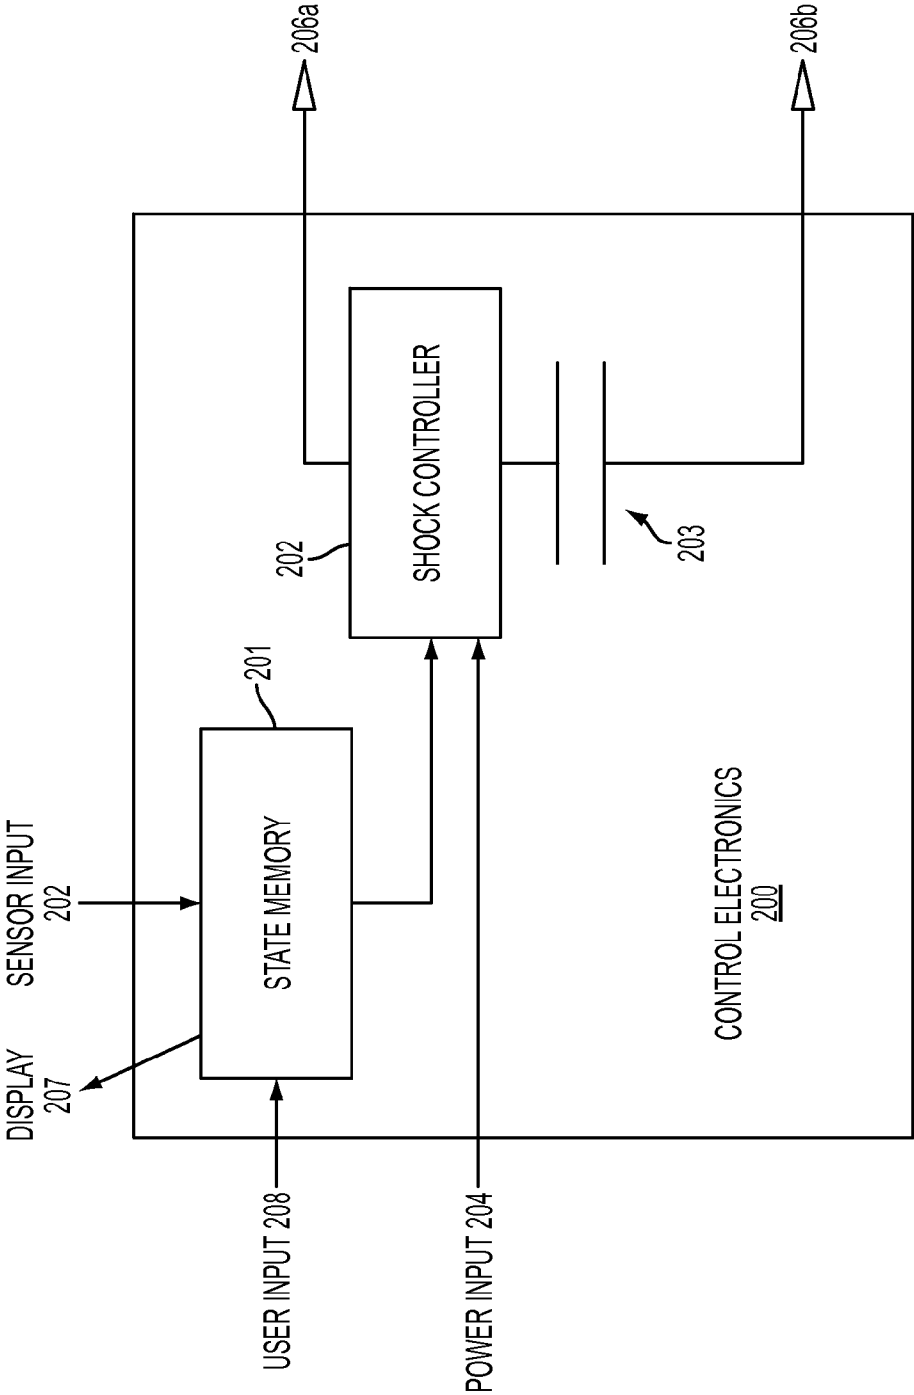 DISPLAY
207
SENSOR INPUT
202
201
202
206a
USER INPUT 208
STATE MEMORY
SHOCK CONTROLLER
POWER INPUT 204
203
CONTROL ELECTRONICS
200
206b